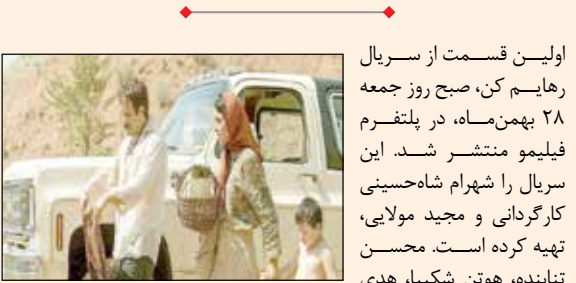 اولین قسمت از سریال
رهایم کن، صبح روز جمعه
۲۸ بهمن‌ماه، در پلتفرم
فیلیمو منتشر شد. این
سریال را شهرام شاه‌حسینی
کارگردانی و مجید مولایی،
تهیه کرده است. محسن
تنابنده، هوتن شکیبا، هدی